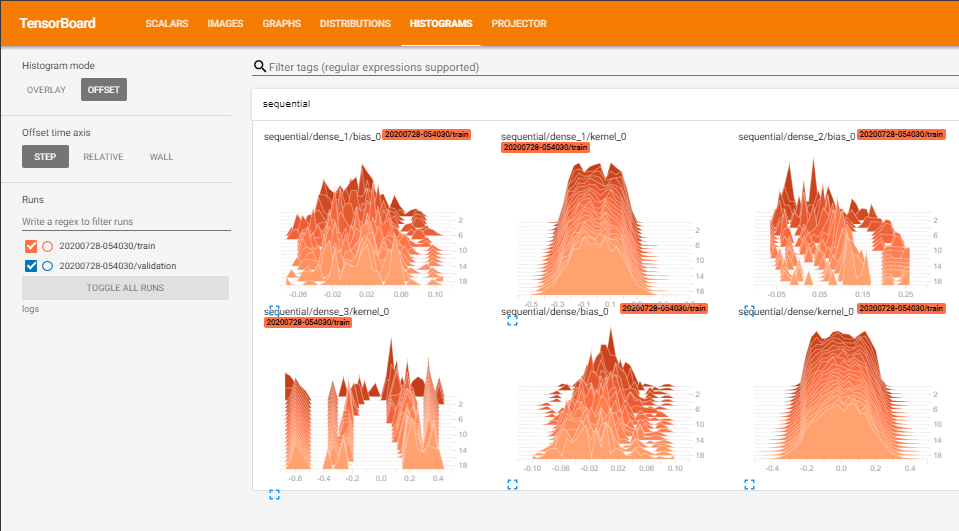 TensorBoard SCALARS IMAGES GRAPHS DISTRIBUTIONS HISTOGRAMS PROJECTOR
Histogram mode
OVERLAY OFFSET
Offset time axis
STEP RELATIVE WALL
Runs
Write a regex to filter runs
20200728-054030/train
20200728-054030/validation
TOGGLE ALL RUNS
logs
Filter tags (regular expressions supported)
sequential
sequential/dense_1/bias_0 20200728-054030/train
2
6
10
14
18
-0.06 -0.02 0.02 0.06 0.10
sequential/dense_1/kernel_0
20200728-054030/train
2
6
10
14
18
-0.5 -0.3 -0.1 0.1 0.3
sequential/dense_2/bias_0 20200728-054030/train
2
6
10
14
18
-0.05 0.05 0.15 0.25
sequential/dense_3/kernel_0
20200728-054030/train
2
6
10
14
18
-0.6 -0.4 -0.2 0.0 0.2 0.4
sequential/dense/bias_0 20200728-054030/train
2
6
10
14
18
-0.10 -0.06 -0.02 0.02 0.06 0.10
sequential/dense/kernel_0 20200728-054030/train
2
6
10
14
18
-0.4 -0.2 0.0 0.2 0.4